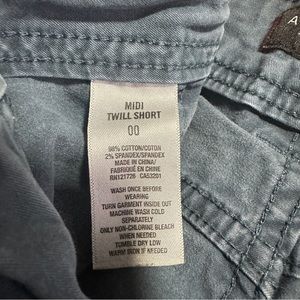 MIDI
TWILL SHORT
00
98% COTTON/COTON
2% SPANDEX/SPANDEX
MADE IN CHINA/
FABRIQUÉ EN CHINE
RN121726 CA53201
WASH ONCE BEFORE
WEARING
TURN GARMENT INSIDE OUT
MACHINE WASH COLD
SEPARATELY
ONLY NON-CHLORINE BLEACH
WHEN NEEDED
TUMBLE DRY LOW
WARM IRON IF NEEDED
A